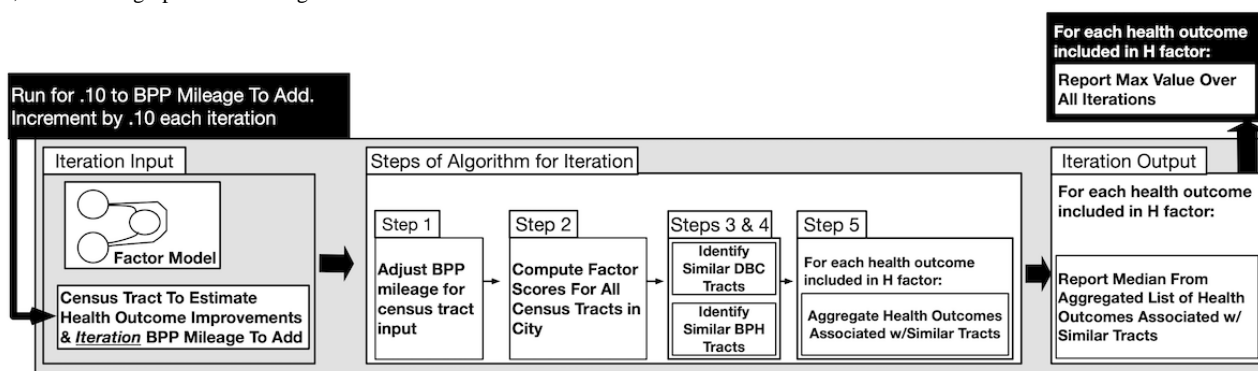 For each health outcome
included in H factor:
Report Max Value Over
All Iterations
Run for .10 to BPP Mileage To Add.
Increment by .10 each iteration
Iteration Input
Factor Model
Census Tract To Estimate
Health Outcome Improvements
& Iteration BPP Mileage To Add
Steps of Algorithm for Iteration
Step 1
Adjust BPP
mileage for
census tract
input
Step 2
Compute Factor
Scores For All
Census Tracts in
City
Steps 3 & 4
Identify
Similar DBC
Tracts
Identify
Similar BPH
Tracts
Step 5
For each health outcome
included in H factor:
Aggregate Health Outcomes
Associated w/Similar Tracts
Iteration Output
For each health outcome
included in H factor:
Report Median From
Aggregated List of Health
Outcomes Associated w/
Similar Tracts